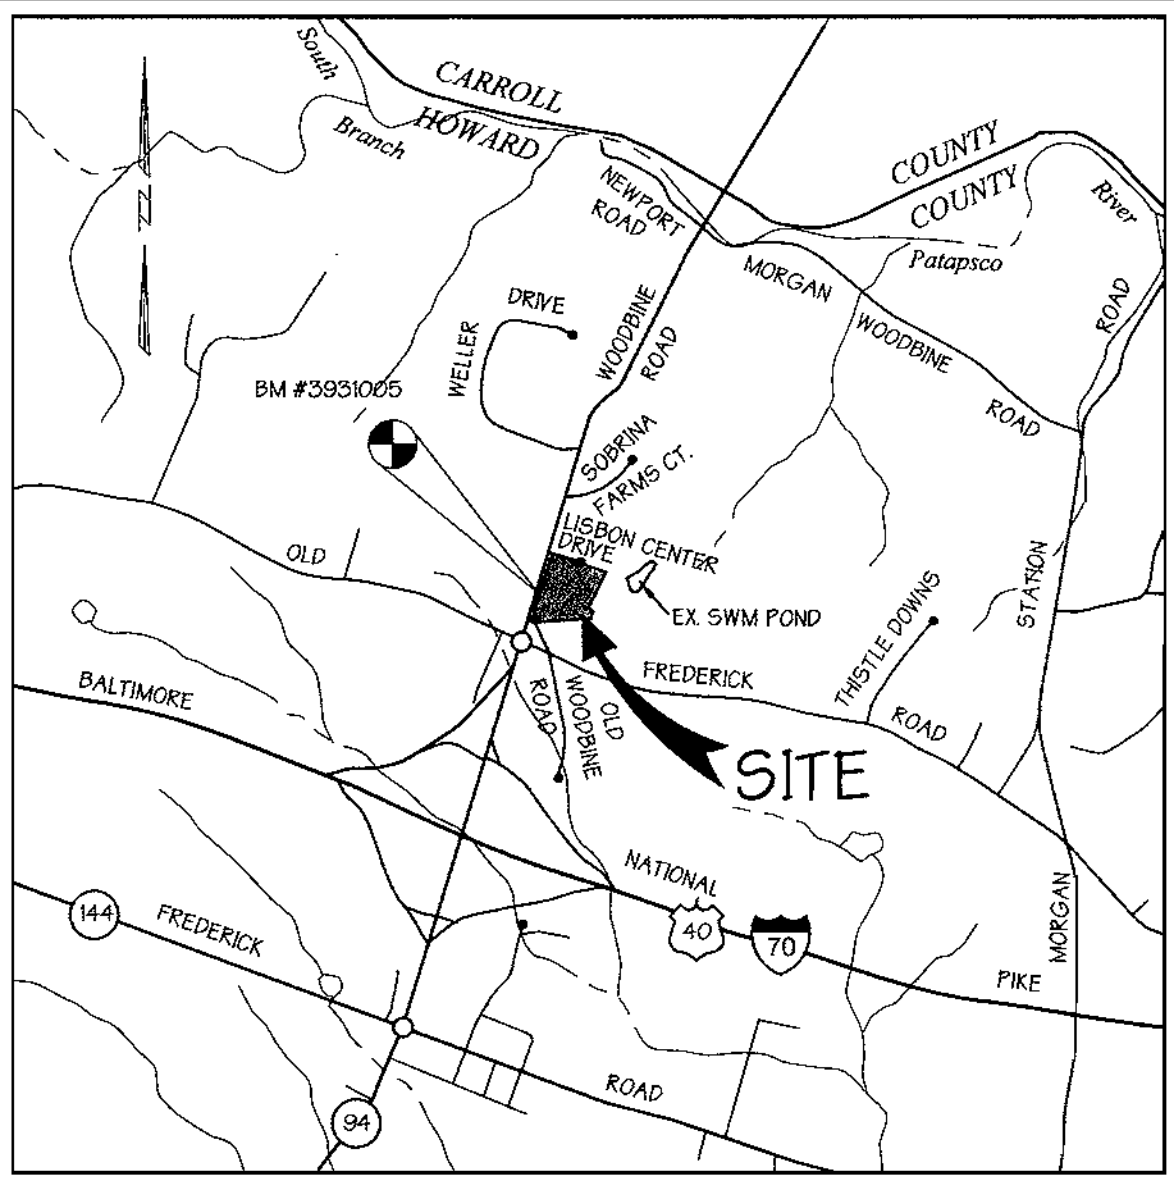 South
Branch
CARROLL
HOWARD
COUNTY
COUNTY
River
Patapsco
N
NEWPORT
ROAD
MORGAN
WOODBINE
ROAD
ROAD
DRIVE
WELLER
WOODBINE
ROAD
BM #3931005
SOBRINA
FARMS CT.
LISBON CENTER
DRIVE
EX. SWM POND
OLD
FREDERICK
ROAD
THISTLE DOWNS
STATION
MORGAN
BALTIMORE
ROAD
WOODBINE
OLD
SITE
NATIONAL
40
70
PIKE
144
FREDERICK
ROAD
94